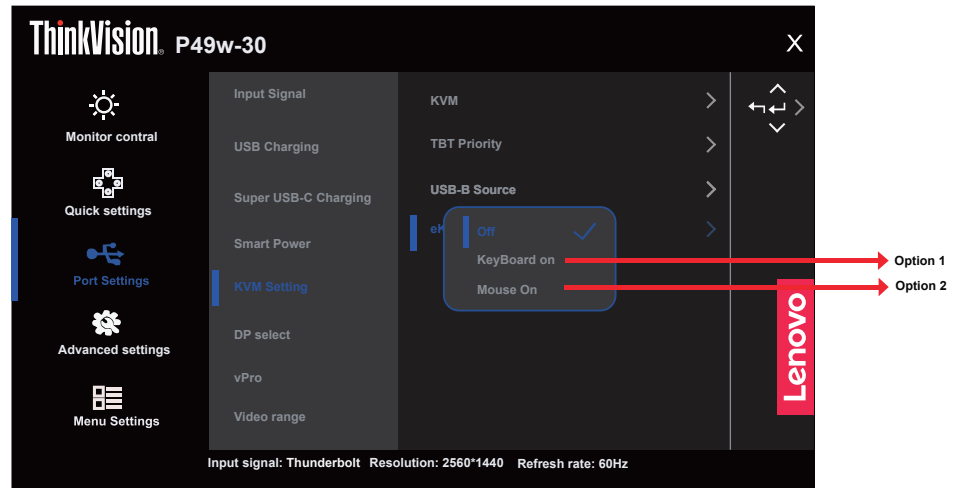 ThinkVision. P49w-30 X
Monitor contral
Quick settings
Port Settings
Advanced settings
Menu Settings
Input Signal
USB Charging
Super USB-C Charging
Smart Power
KVM Setting
DP select
vPro
Video range
KVM
TBT Priority
USB-B Source
Off
KeyBoard on
Mouse On
Option 1
Option 2
Lenovo
Input signal: Thunderbolt Resolution: 2560*1440 Refresh rate: 60Hz